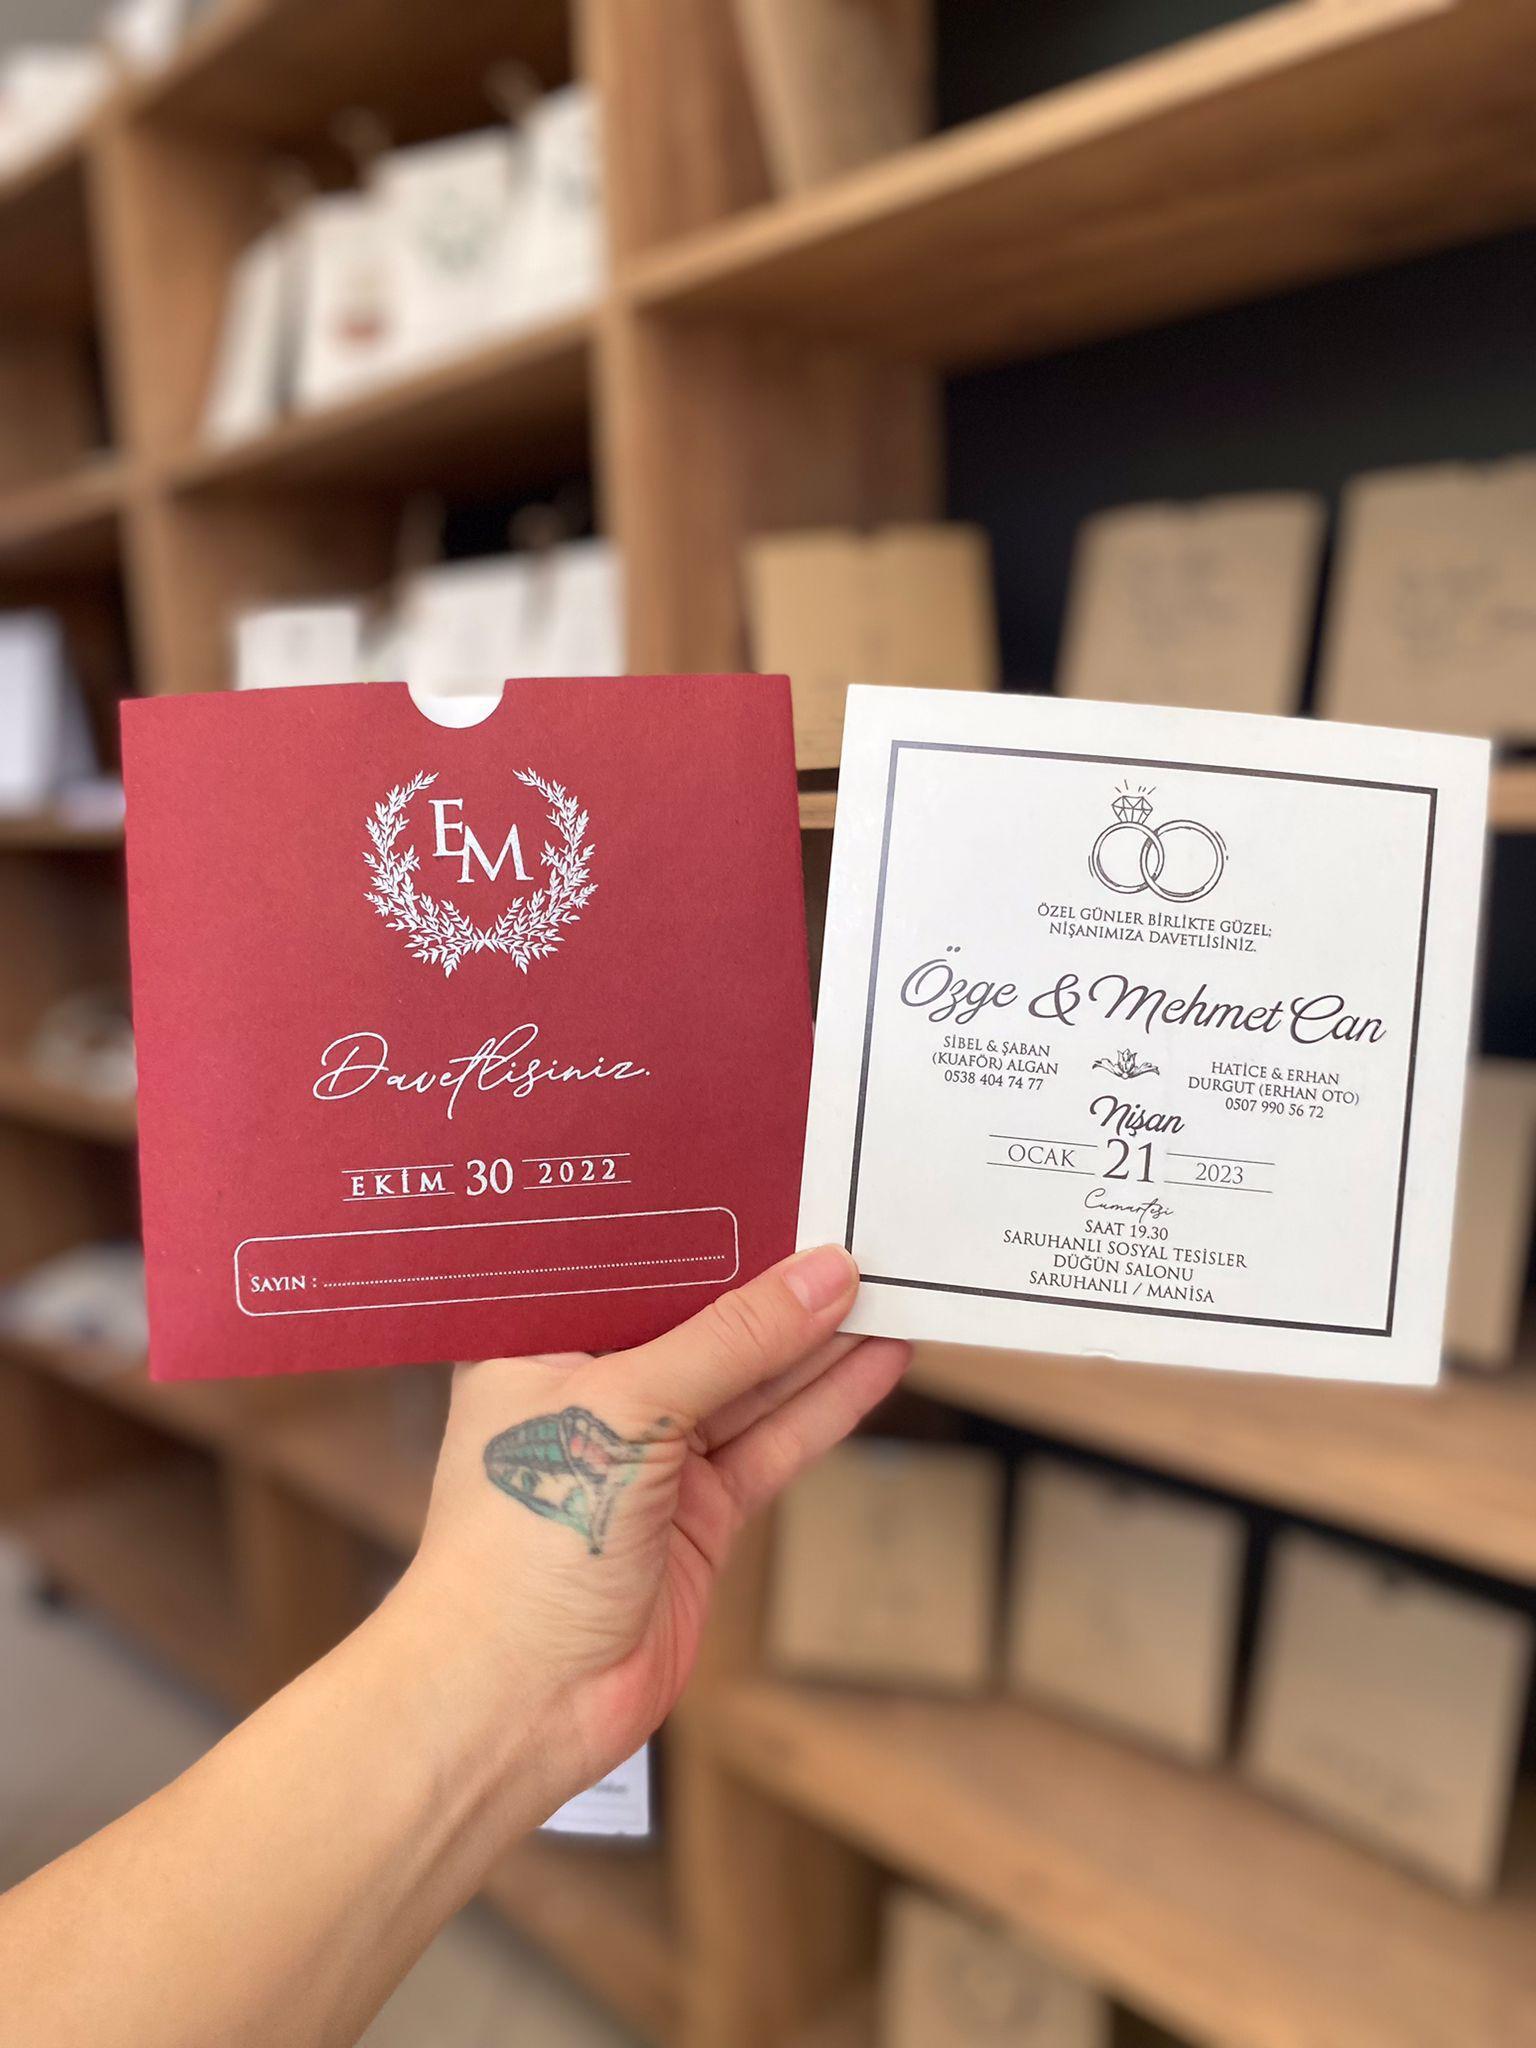 EM
Davetlisiniz.
EKİM 30 2022
SAYIN : ........................................................
ÖZEL GÜNLER BİRLİKTE GÜZEL;
NİŞANIMIZA DAVETLİSİNİZ.
Özge & Mehmet Can
SİBEL & ŞABAN
(KUAFÖR) ALGAN
0538 404 74 77
HATİCE & ERHAN
DURGUT (ERHAN OTO)
0507 990 56 72
Nişan
OCAK 21 2023
Cumartesi
SAAT 19.30
SARUHANLI SOSYAL TESİSLER
DÜĞÜN SALONU
SARUHANLI / MANİSA